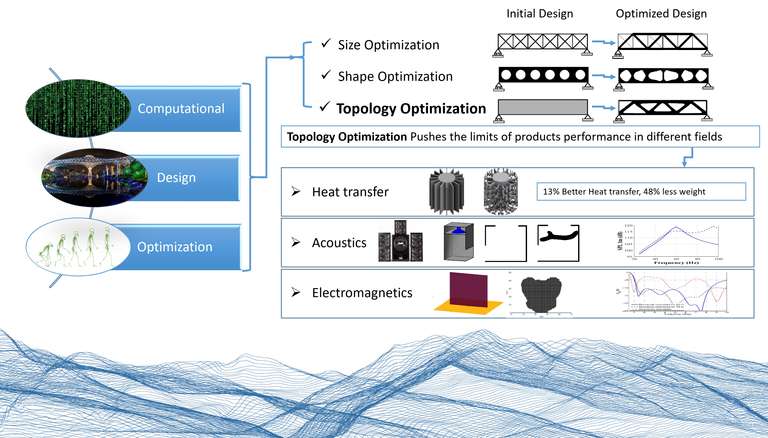 Initial Design
Optimized Design
✓ Size Optimization
✓ Shape Optimization
✓ Topology Optimization
Computational
Design
Optimization
Topology Optimization Pushes the limits of products performance in different fields
➢ Heat transfer
13% Better Heat transfer, 48% less weight
➢ Acoustics
Frequency (Hz)
➢ Electromagnetics